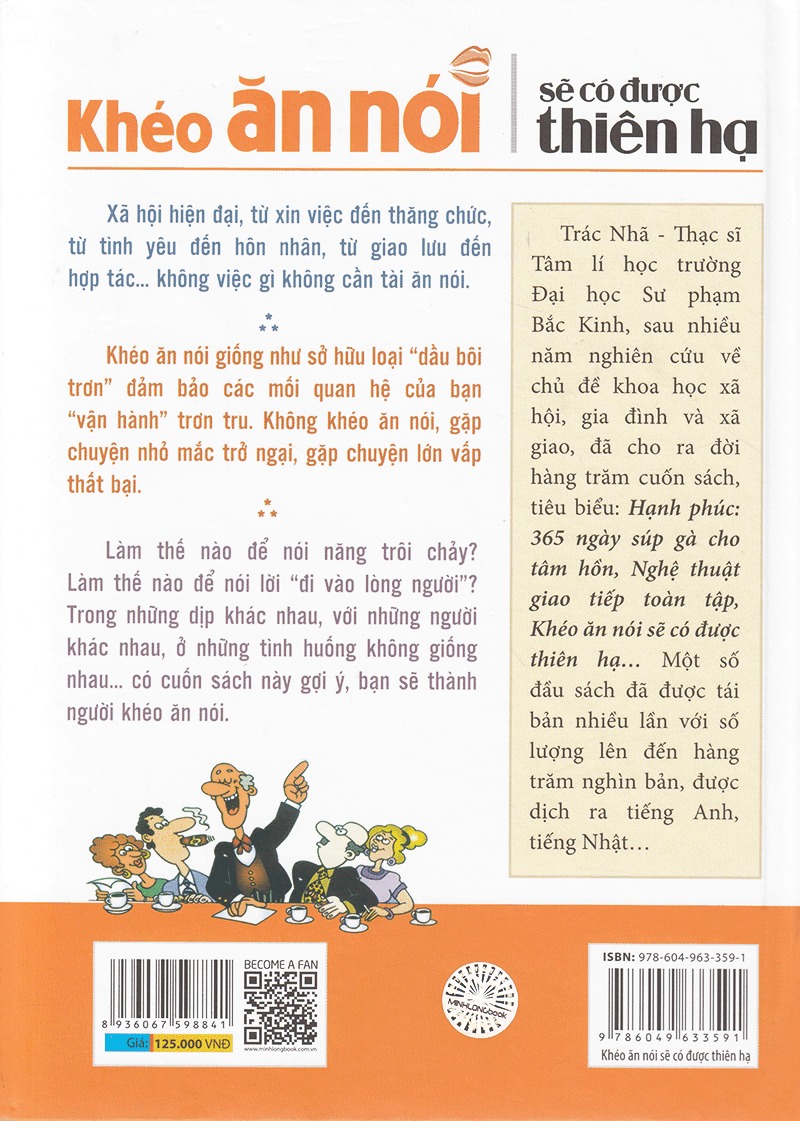 Khéo ăn nói
sẽ có được
thiên hạ
Xã hội hiện đại, từ xin việc đến thăng chức,
từ tình yêu đến hôn nhân, từ giao lưu đến
hợp tác... không việc gì không cần tài ăn nói.
Khéo ăn nói giống như sở hữu loại “dầu bôi
trơn” đảm bảo các mối quan hệ của bạn
“vận hành” trơn tru. Không khéo ăn nói, gặp
chuyện nhỏ mắc trở ngại, gặp chuyện lớn vấp
thất bại.
Làm thế nào để nói năng trôi chảy?
Làm thế nào để nói lời “đi vào lòng người”?
Trong những dịp khác nhau, với những người
khác nhau, ở những tình huống không giống
nhau... có cuốn sách này gợi ý, bạn sẽ thành
người khéo ăn nói.
Trác Nhã - Thạc sĩ
Tâm lí học trường
Đại học Sư phạm
Bắc Kinh, sau nhiều
năm nghiên cứu về
chủ đề khoa học xã
hội, gia đình và xã
giao, đã cho ra đời
hàng trăm cuốn sách,
tiêu biểu: Hạnh phúc:
365 ngày súp gà cho
tâm hồn, Nghệ thuật
giao tiếp toàn tập,
Khéo ăn nói sẽ có được
thiên hạ… Một số
đầu sách đã được tái
bản nhiều lần với số
lượng lên đến hàng
trăm nghìn bản, được
dịch ra tiếng Anh,
tiếng Nhật…
8 936067 598841
Giá: 125.000 VNĐ
BECOME A FAN
www.minhlongbook.com.vn
MINHLONGbook
ISBN: 978-604-963-359-1
9 786049 633591
Khéo ăn nói sẽ có được thiên hạ